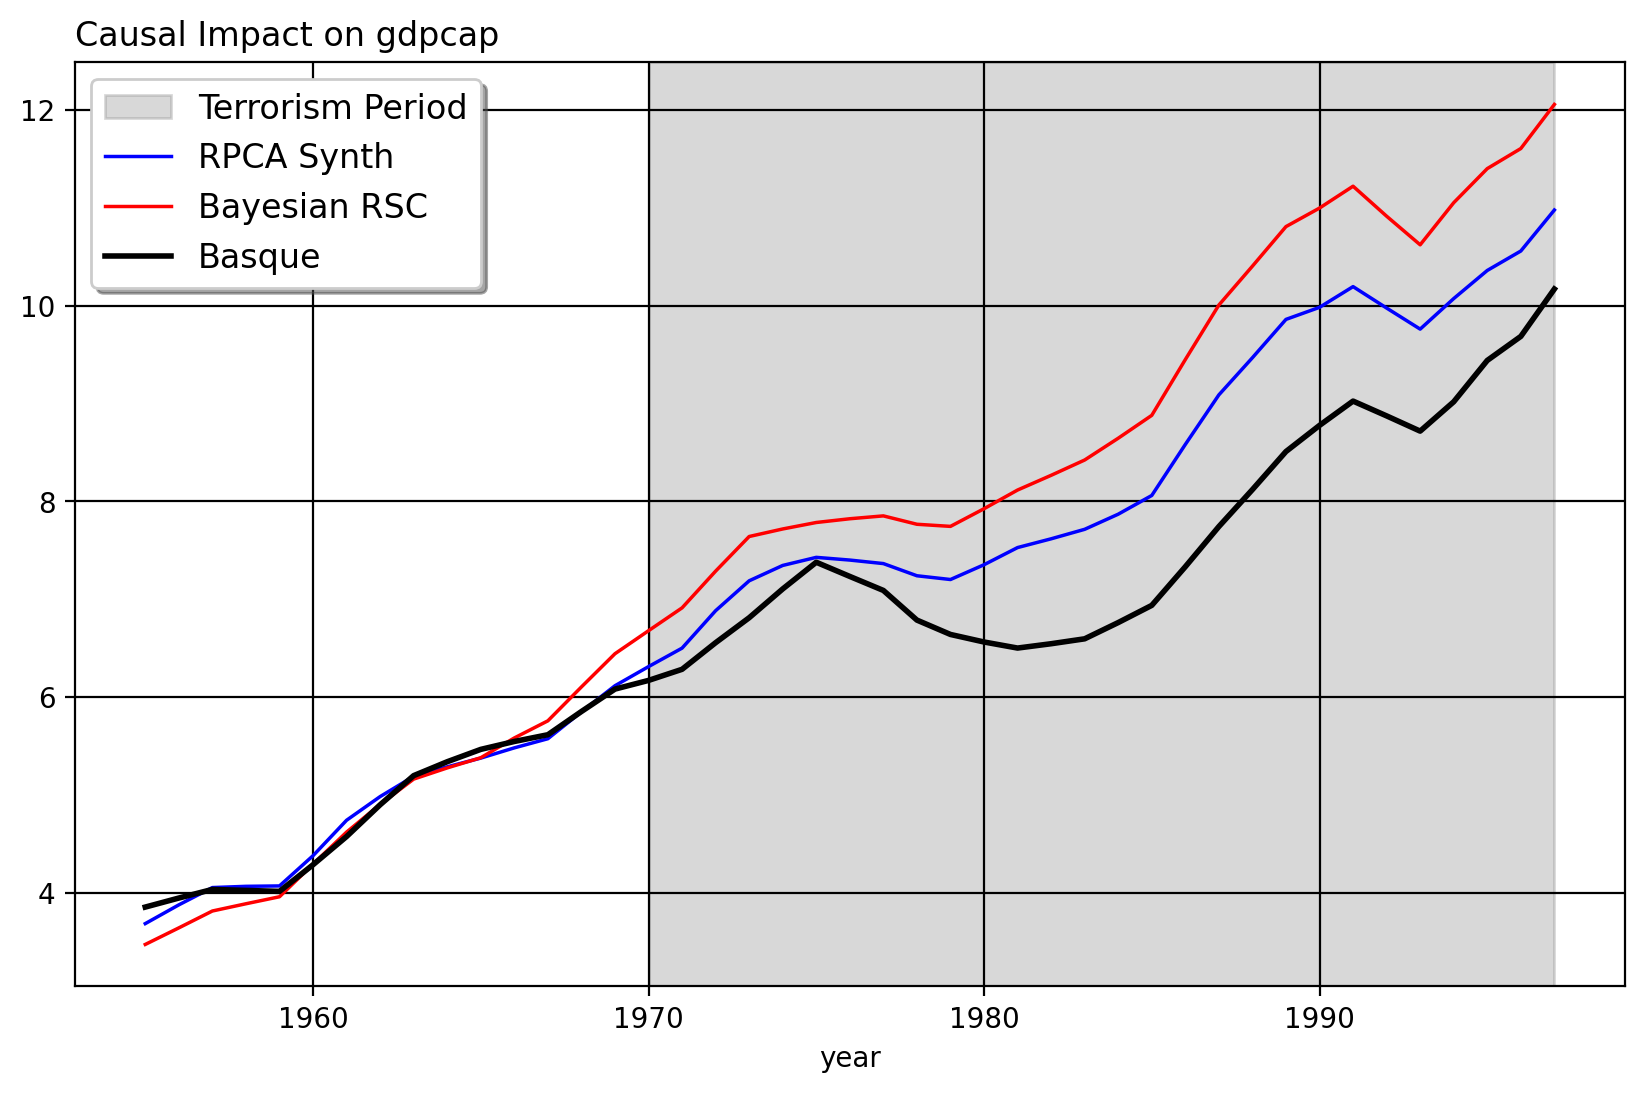 Causal Impact on gdpcap
Terrorism Period
RPCA Synth
Bayesian RSC
Basque
12
10
8
6
4
1960 1970 1980 1990
year